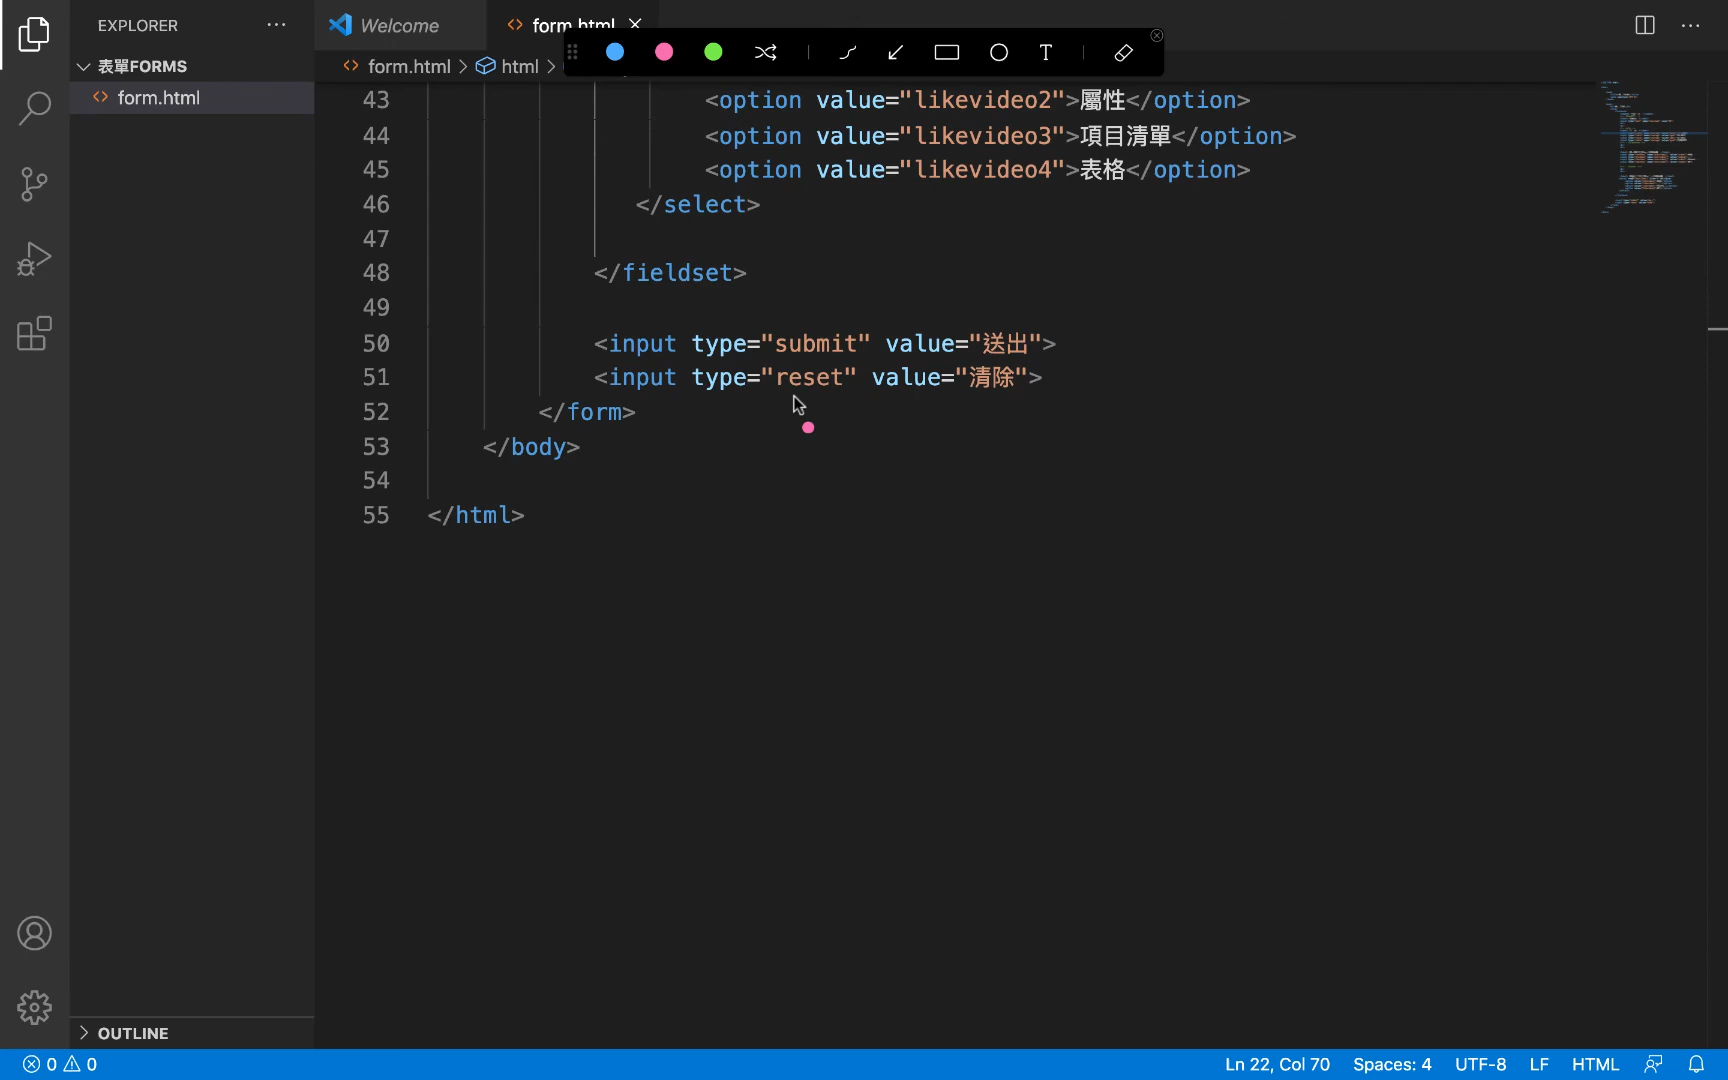 EXPLORER
Welcome
form.html
表單FORMS
form.html
form.html > html >
43 <option value="likevideo2">屬性</option>
44 <option value="likevideo3">項目清單</option>
45 <option value="likevideo4">表格</option>
46 </select>
47
48 </fieldset>
49
50 <input type="submit" value="送出">
51 <input type="reset" value="清除">
52 </form>
53 </body>
54
55 </html>
T
OUTLINE
0 0
Ln 22, Col 70 Spaces: 4 UTF-8 LF HTML